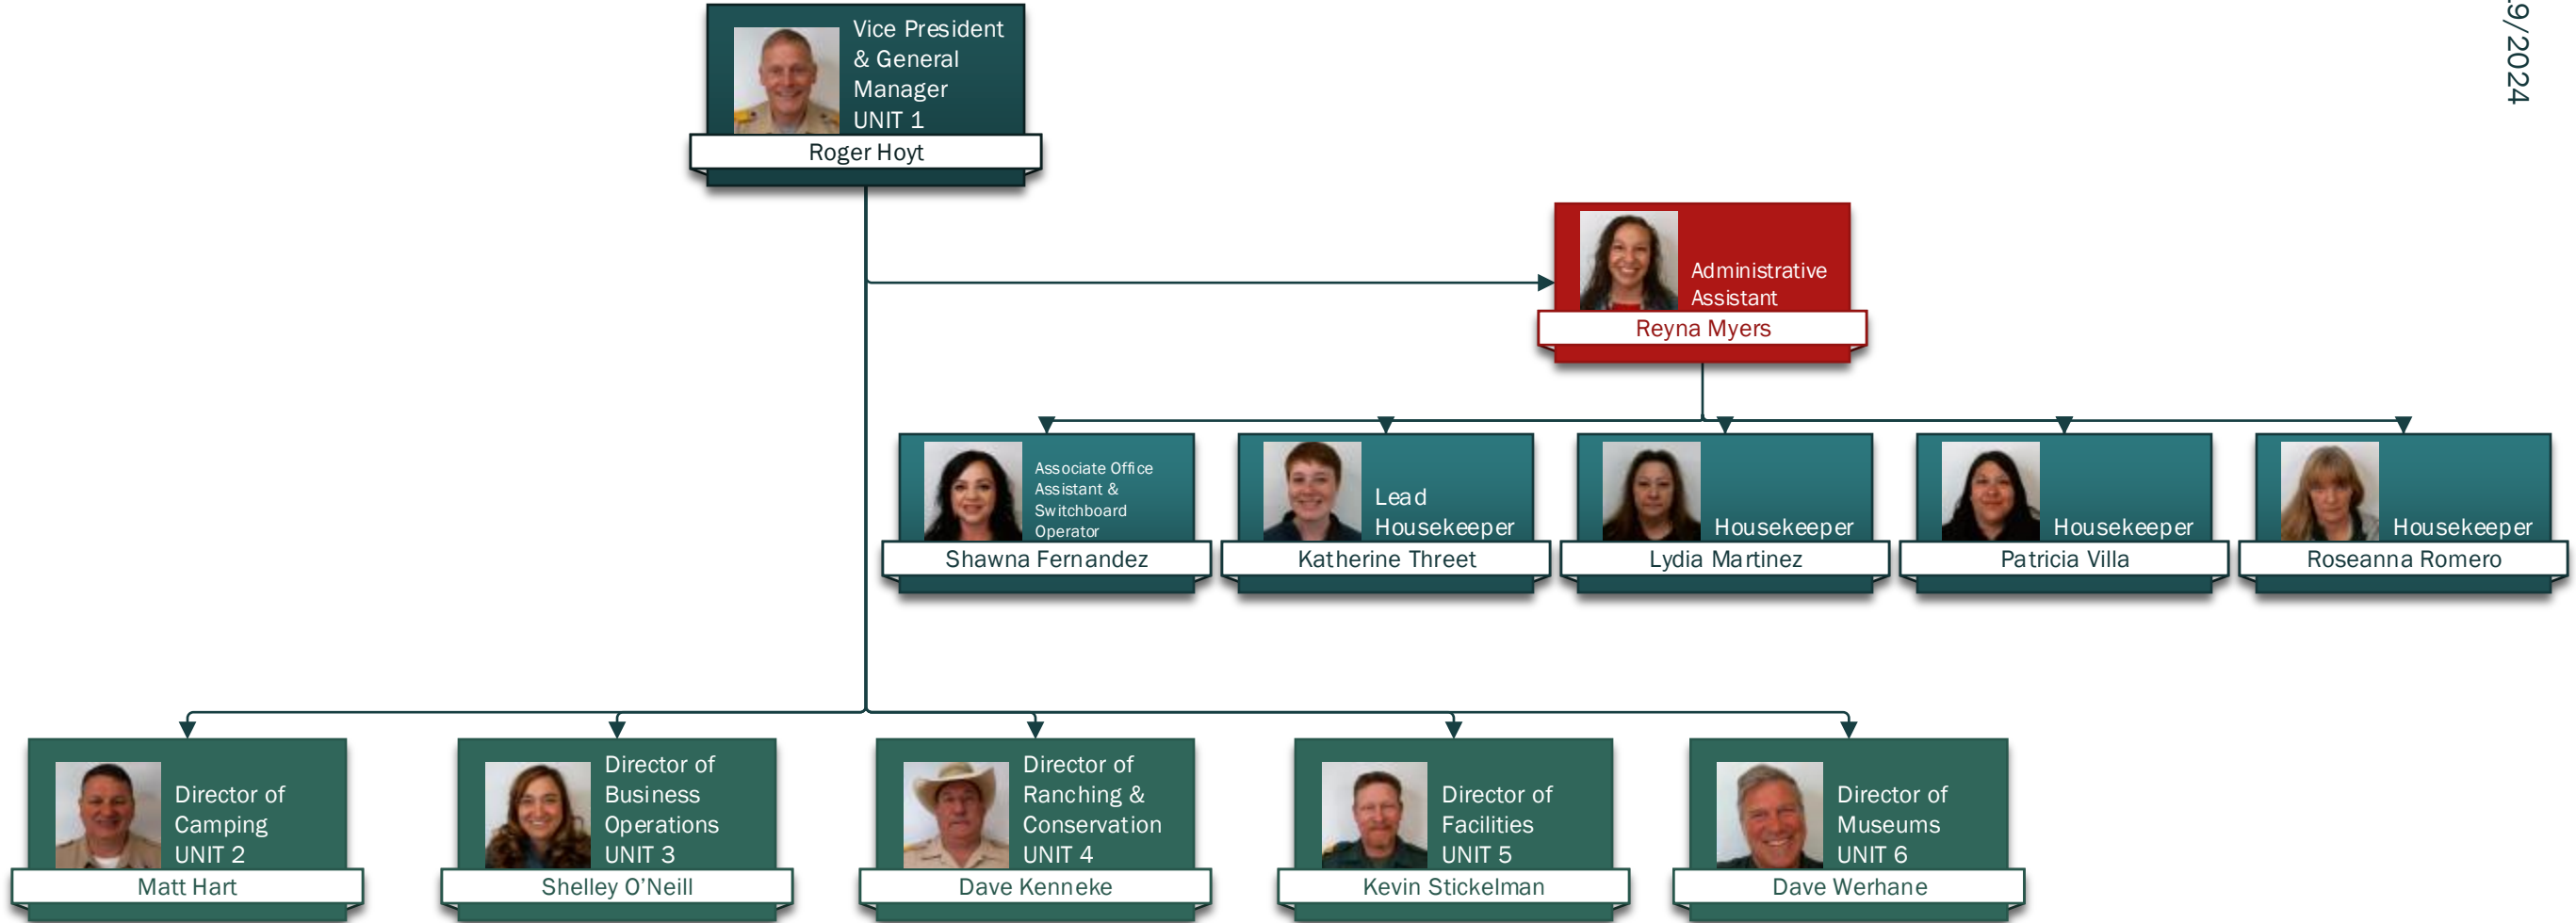 9/2024
Vice President
& General
Manager
UNIT 1
Roger Hoyt
Administrative
Assistant
Reyna Myers
Associate Office
Assistant &
Switchboard
Operator
Shawna Fernandez
Lead
Housekeeper
Katherine Threet
Housekeeper
Lydia Martinez
Housekeeper
Patricia Villa
Housekeeper
Roseanna Romero
Director of
Camping
UNIT 2
Matt Hart
Director of
Business
Operations
UNIT 3
Shelley O’Neill
Director of
Ranching &
Conservation
UNIT 4
Dave Kenneke
Director of
Facilities
UNIT 5
Kevin Stickelman
Director of
Museums
UNIT 6
Dave Werhane